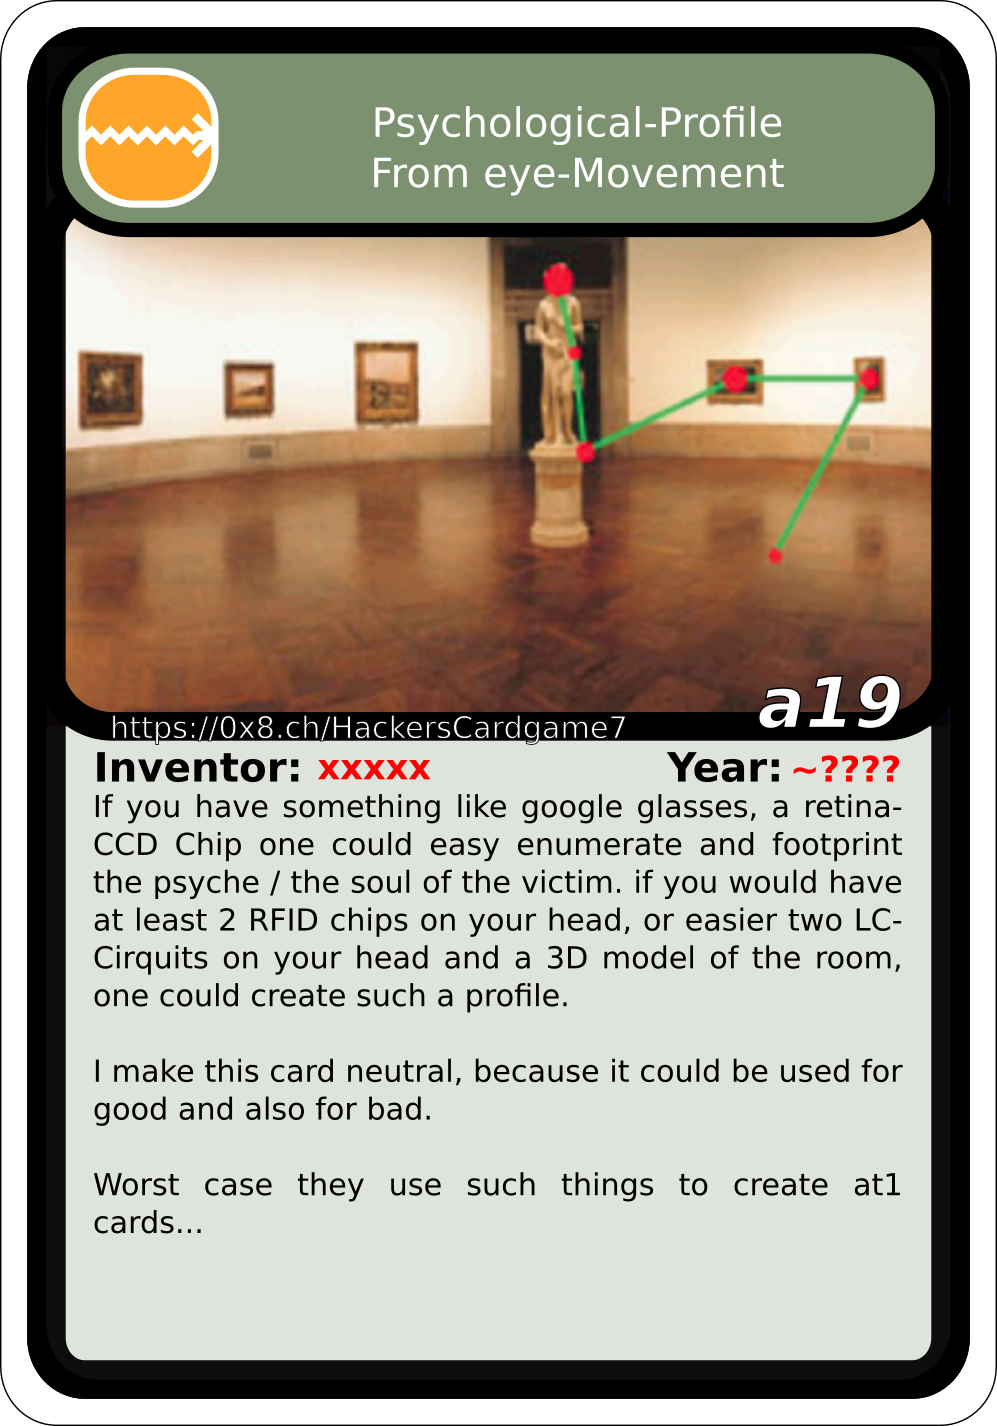 Psychological-Profile
From eye-Movement
a19
https://0x8.ch/HackersCardgame7
Inventor: xxxxx Year: ~????
If you have something like google glasses, a retina-
CCD Chip one could easy enumerate and footprint
the psyche / the soul of the victim. if you would have
at least 2 RFID chips on your head, or easier two LC-
Cirquits on your head and a 3D model of the room,
one could create such a profile.
I make this card neutral, because it could be used for
good and also for bad.
Worst case they use such things to create at1
cards...